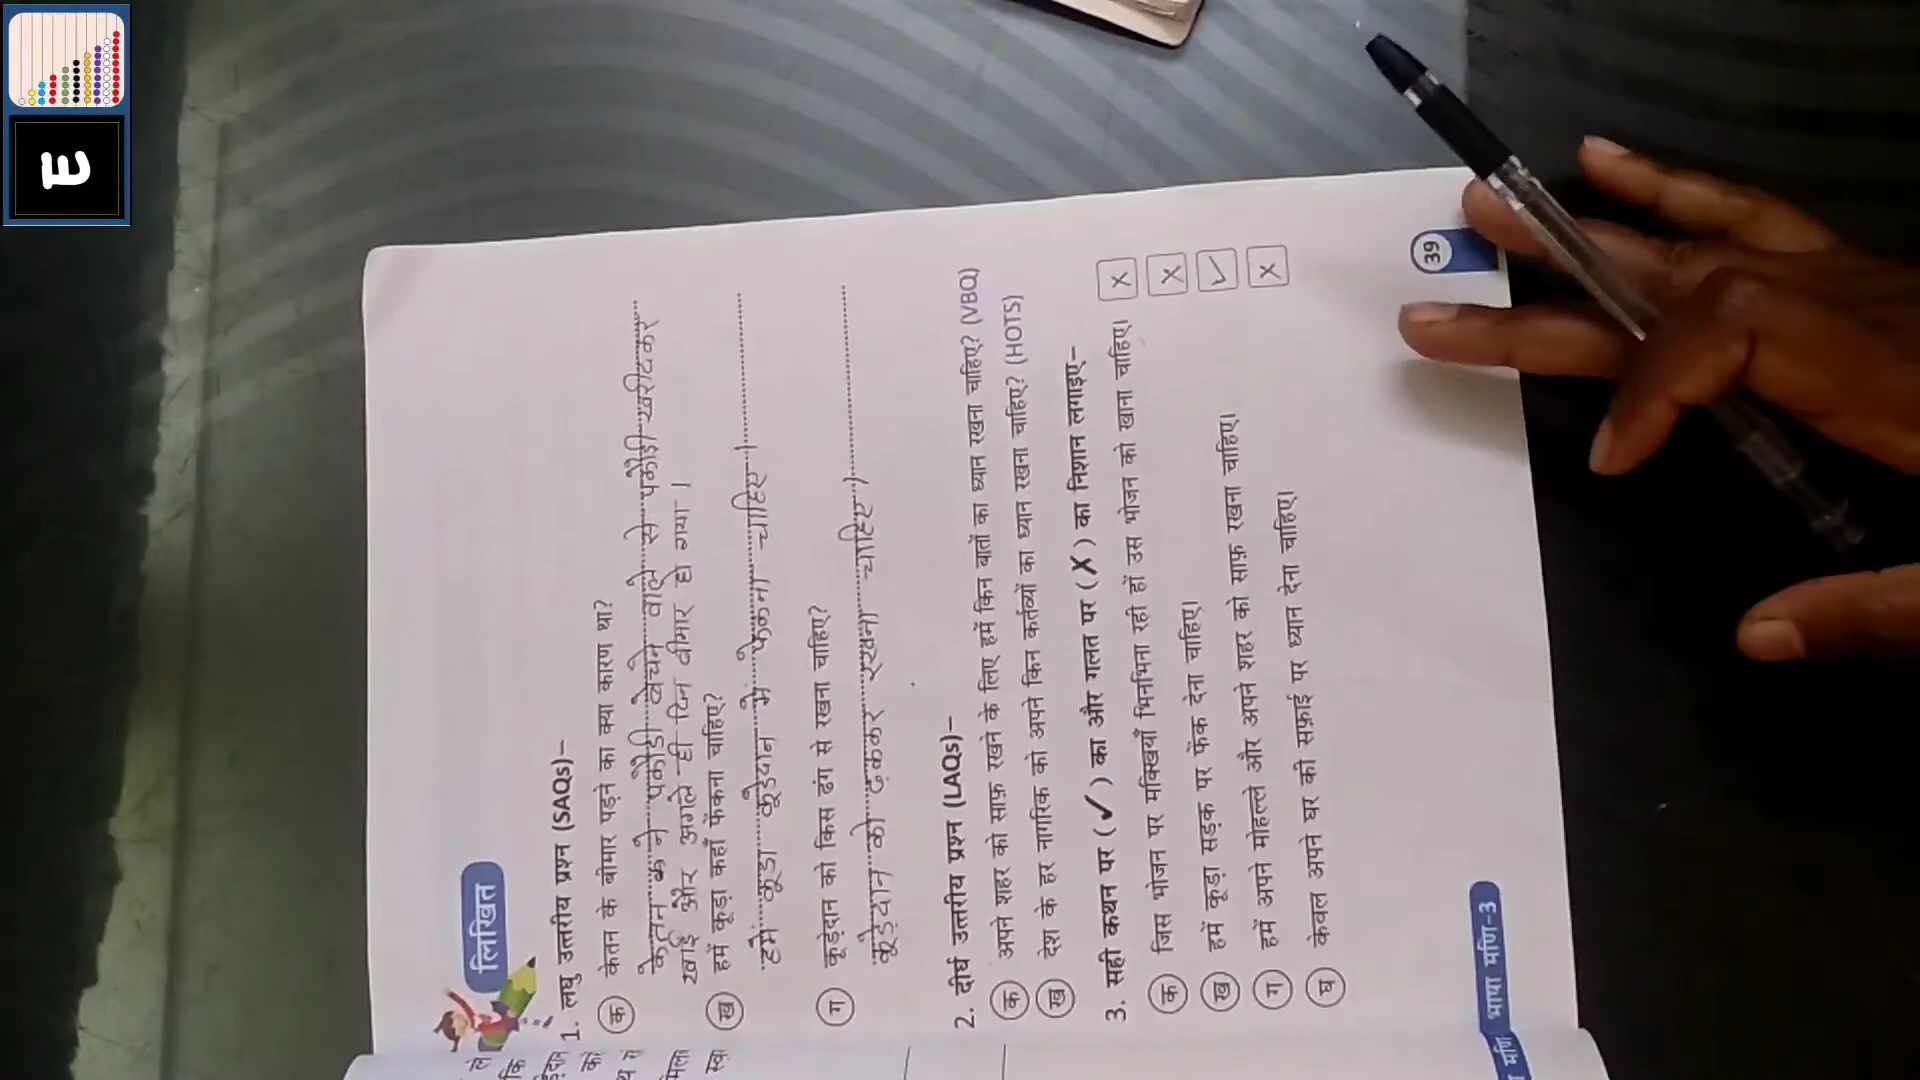 लिखित
1. लघु उत्तरीय प्रश्न (SAQs)–
क केतन के बीमार पड़ने का क्या कारण था?
केतन के ने पकौड़ी बेचने वाले से पकौड़ी खरीदकर
खाई और अगले ही दिन बीमार हो गया।
ख हमें कूड़ा कहाँ फेंकना चाहिए?
हमें कूड़ा कूड़ेदान में फेकना चाहिए।
ग कूड़ेदान को किस ढंग से रखना चाहिए?
कूड़ेदान को ढ़ककर रखना चाहिए।
2. दीर्घ उत्तरीय प्रश्न (LAQs)–
क अपने शहर को साफ़ रखने के लिए हमें किन बातों का ध्यान रखना चाहिए? (VBQ)
ख देश के हर नागरिक को अपने किन कर्तव्यों का ध्यान रखना चाहिए? (HOTS)
3. सही कथन पर (✓) का और गलत पर (✗) का निशान लगाइए–
क जिस भोजन पर मक्खियाँ भिनभिना रही हों उस भोजन को खाना चाहिए। ✗
ख हमें कूड़ा सड़क पर फेंक देना चाहिए। ✗
ग हमें अपने मोहल्ले और अपने शहर को साफ़ रखना चाहिए। ✓
घ केवल अपने घर की सफ़ाई पर ध्यान देना चाहिए। ✗
भाषा मणि-3
39